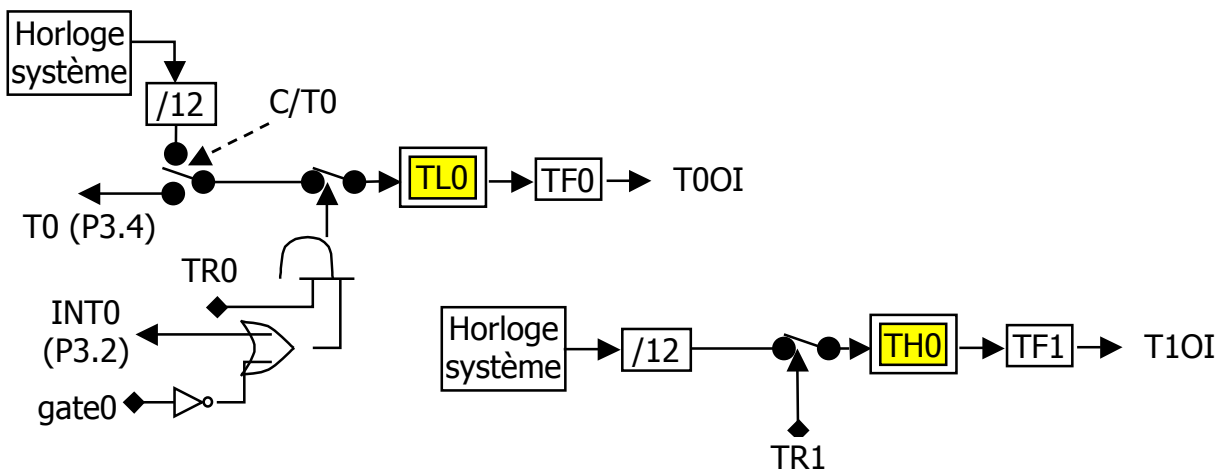 Horloge
système
/12
C/T0
TL0
TF0
T0OI
T0 (P3.4)
TR0
INT0
(P3.2)
gate0
Horloge
système
/12
TH0
TF1
T1OI
TR1